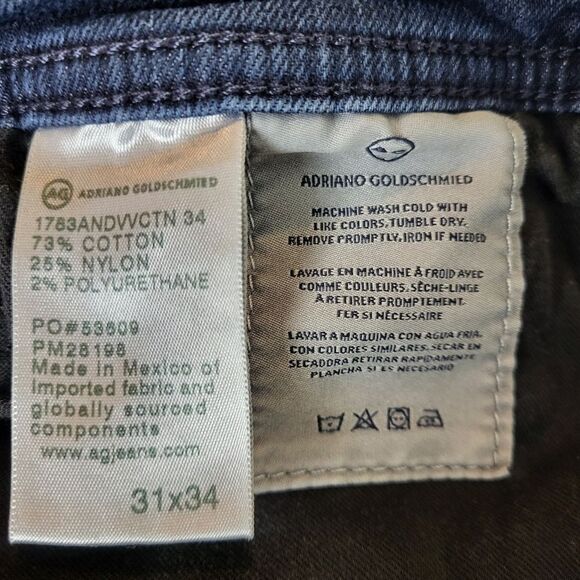 AG ADRIANO GOLDSCHMIED
1783ANDVVCTN 34
73% COTTON
25% NYLON
2% POLYURETHANE
PO#53609
PM28198
Made in Mexico of
imported fabric and
globally sourced
components
www.agjeans.com
31x34
ADRIANO GOLDSCHMIED
MACHINE WASH COLD WITH
LIKE COLORS. TUMBLE DRY.
REMOVE PROMPTLY. IRON IF NEEDED
LAVAGE EN MACHINE À FROID AVEC
COMME COULEURS. SÈCHE-LINGE
À RETIRER PROMPTEMENT.
FER SI NÉCESSAIRE
LAVAR A MAQUINA CON AGUA FRIA.
CON COLORES SIMILARES. SECAR EN
SECADORA RETIRAR RAPIDAMENTE
PLANCHA SI ES NECESARIO